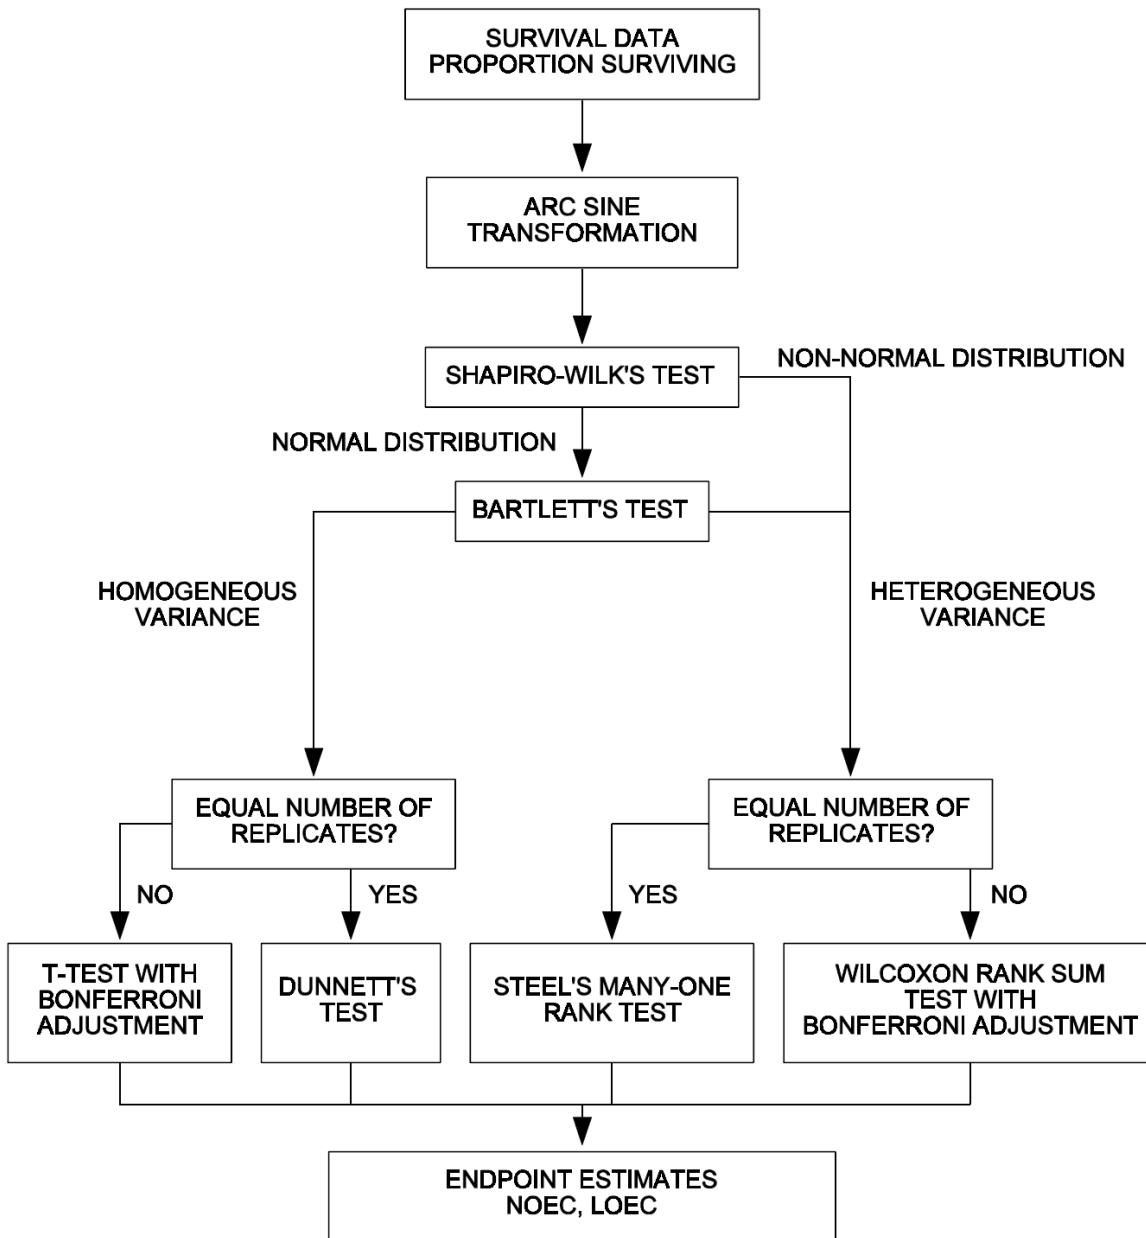 SURVIVAL DATA
PROPORTION SURVIVING
ARC SINE
TRANSFORMATION
SHAPIRO-WILK'S TEST
NON-NORMAL DISTRIBUTION
NORMAL DISTRIBUTION
BARTLETT'S TEST
HOMOGENEOUS
VARIANCE
HETEROGENEOUS
VARIANCE
EQUAL NUMBER OF
REPLICATES?
EQUAL NUMBER OF
REPLICATES?
NO
YES
YES
NO
T-TEST WITH
BONFERRONI
ADJUSTMENT
DUNNETT'S
TEST
STEEL'S MANY-ONE
RANK TEST
WILCOXON RANK SUM
TEST WITH
BONFERRONI ADJUSTMENT
ENDPOINT ESTIMATES
NOEC, LOEC